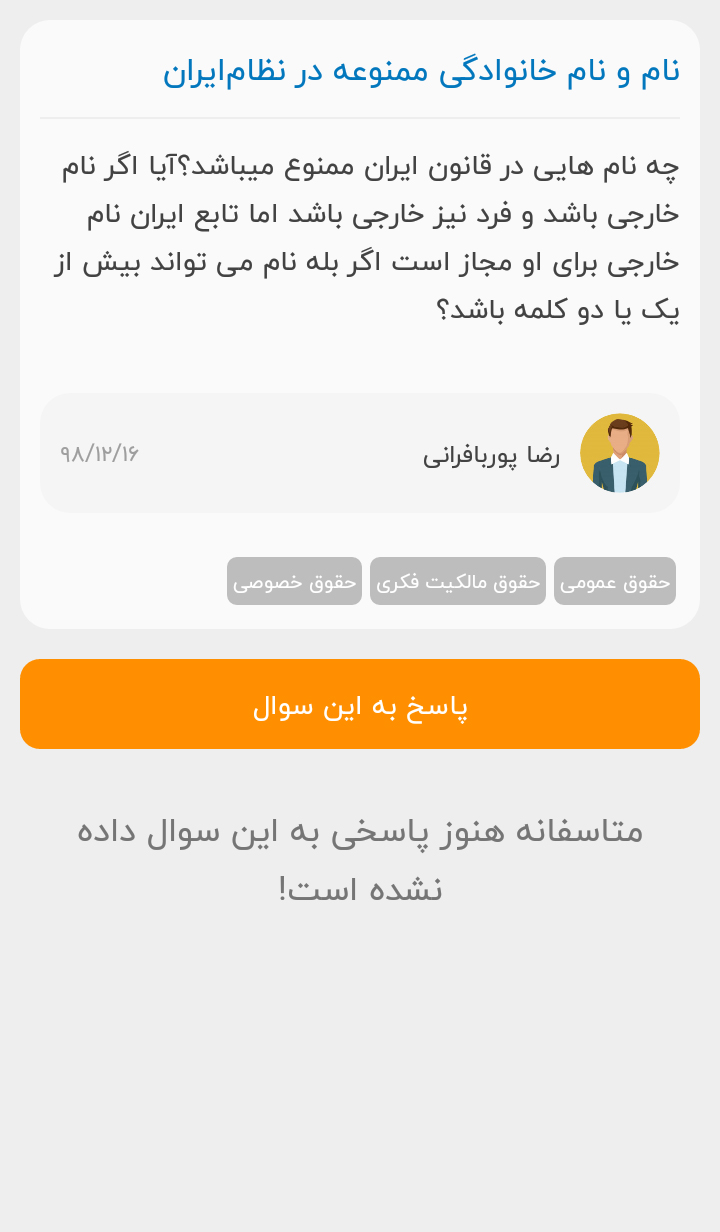 نام و نام خانوادگی ممنوعه در نظام‌ایران
چه نام هایی در قانون ایران ممنوع میباشد؟آیا اگر نام
خارجی باشد و فرد نیز خارجی باشد اما تابع ایران نام
خارجی برای او مجاز است اگر بله نام می تواند بیش از
یک یا دو کلمه باشد؟
رضا پوربافرانی
۹۸/۱۲/۱۶
حقوق عمومی حقوق مالکیت فکری حقوق خصوصی
پاسخ به این سوال
متاسفانه هنوز پاسخی به این سوال داده
نشده است!